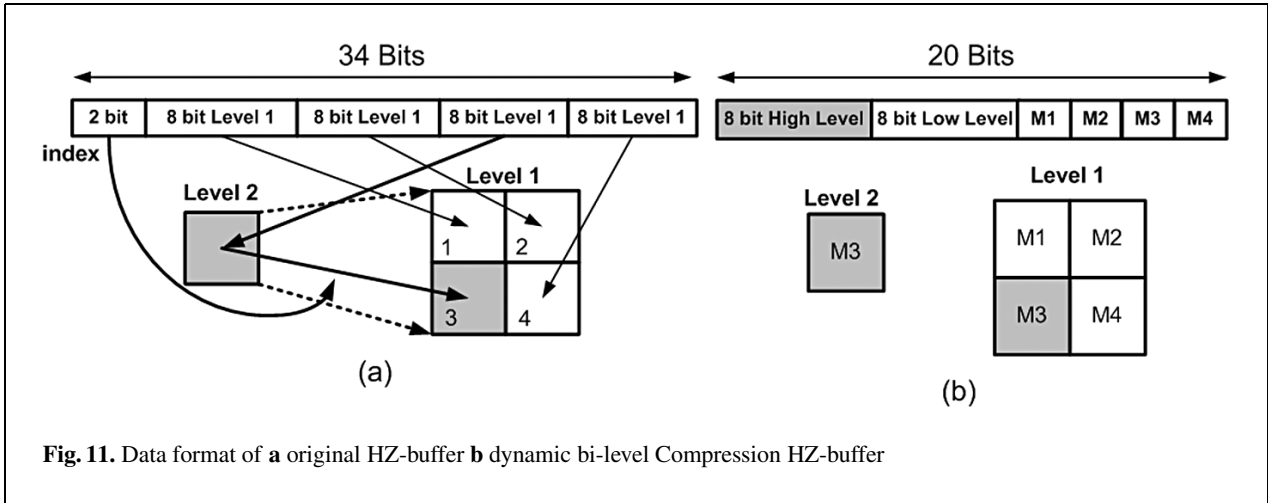 34 Bits
2 bit 8 bit Level 1 8 bit Level 1 8 bit Level 1 8 bit Level 1
index
Level 2
Level 1
1 2
3 4
(a)
20 Bits
8 bit High Level 8 bit Low Level M1 M2 M3 M4
Level 2
M3
Level 1
M1 M2
M3 M4
(b)
Fig. 11. Data format of a original HZ-buffer b dynamic bi-level Compression HZ-buffer